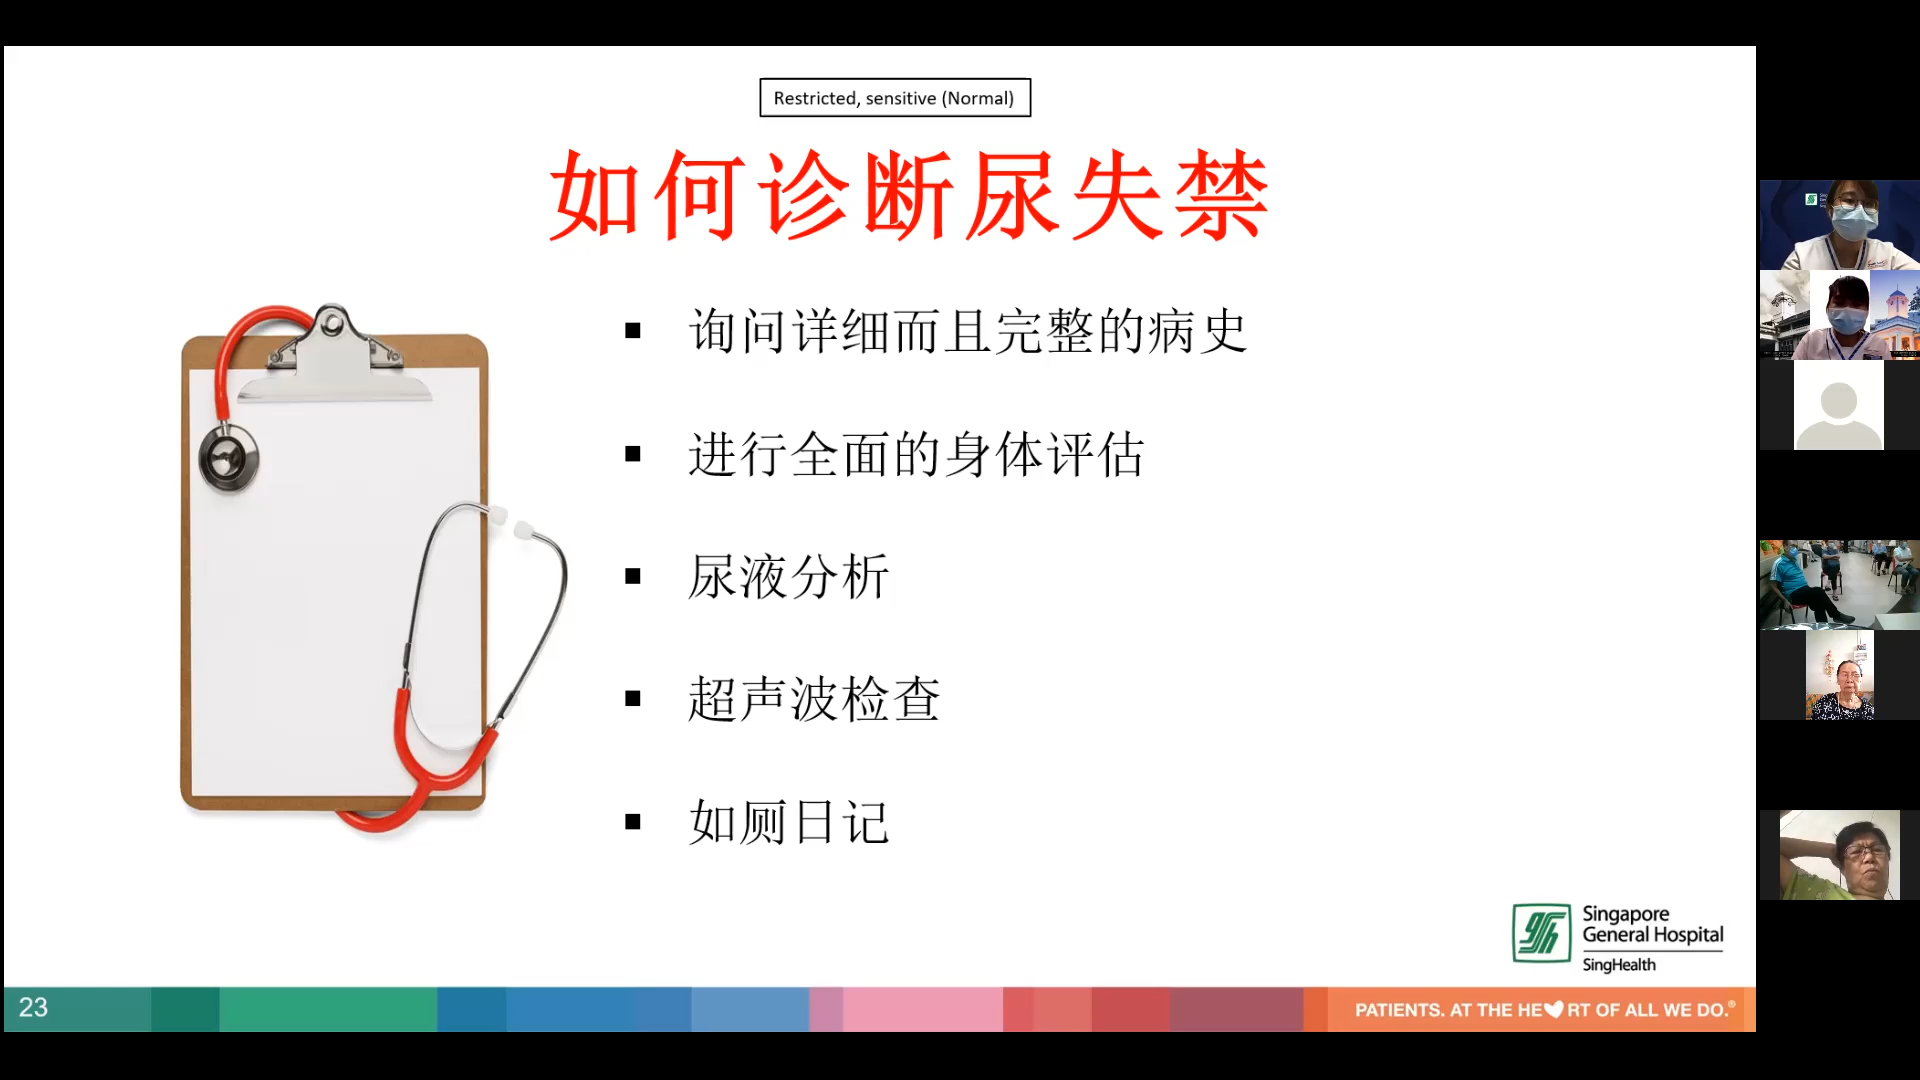 Restricted, sensitive (Normal)
如何诊断尿失禁
▪ 询问详细而且完整的病史
▪ 进行全面的身体评估
▪ 尿液分析
▪ 超声波检查
▪ 如厕日记
Singapore
General Hospital
SingHealth
23
PATIENTS. AT THE HE♥RT OF ALL WE DO.®